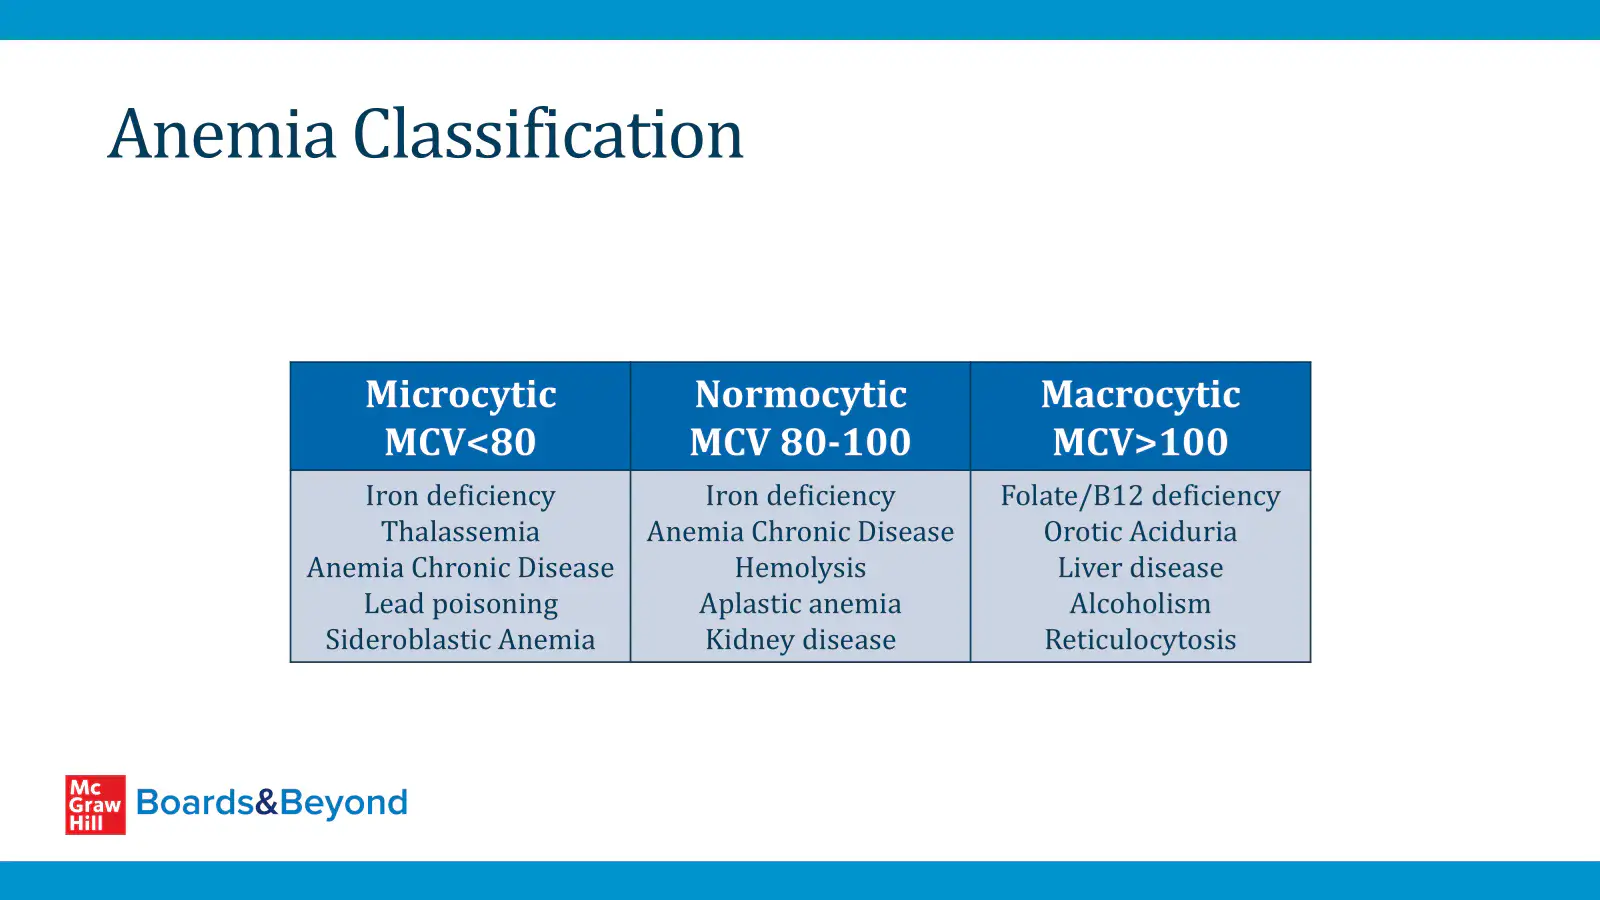 Anemia Classification
Microcytic
MCV<80
Normocytic
MCV 80-100
Macrocytic
MCV>100
Iron deficiency
Thalassemia
Anemia Chronic Disease
Lead poisoning
Sideroblastic Anemia
Iron deficiency
Anemia Chronic Disease
Hemolysis
Aplastic anemia
Kidney disease
Folate/B12 deficiency
Orotic Aciduria
Liver disease
Alcoholism
Reticulocytosis
Mc
Graw
Hill
Boards&Beyond